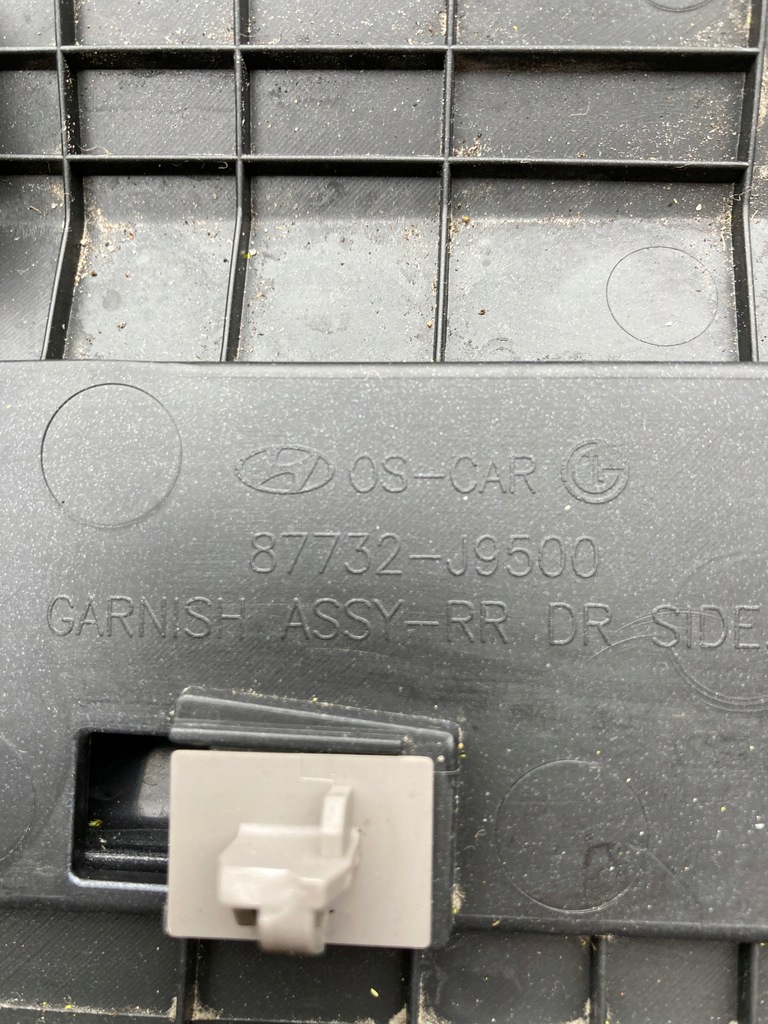 OS-CAR
87732-J9500
GARNISH ASSY-RR DR SIDE,